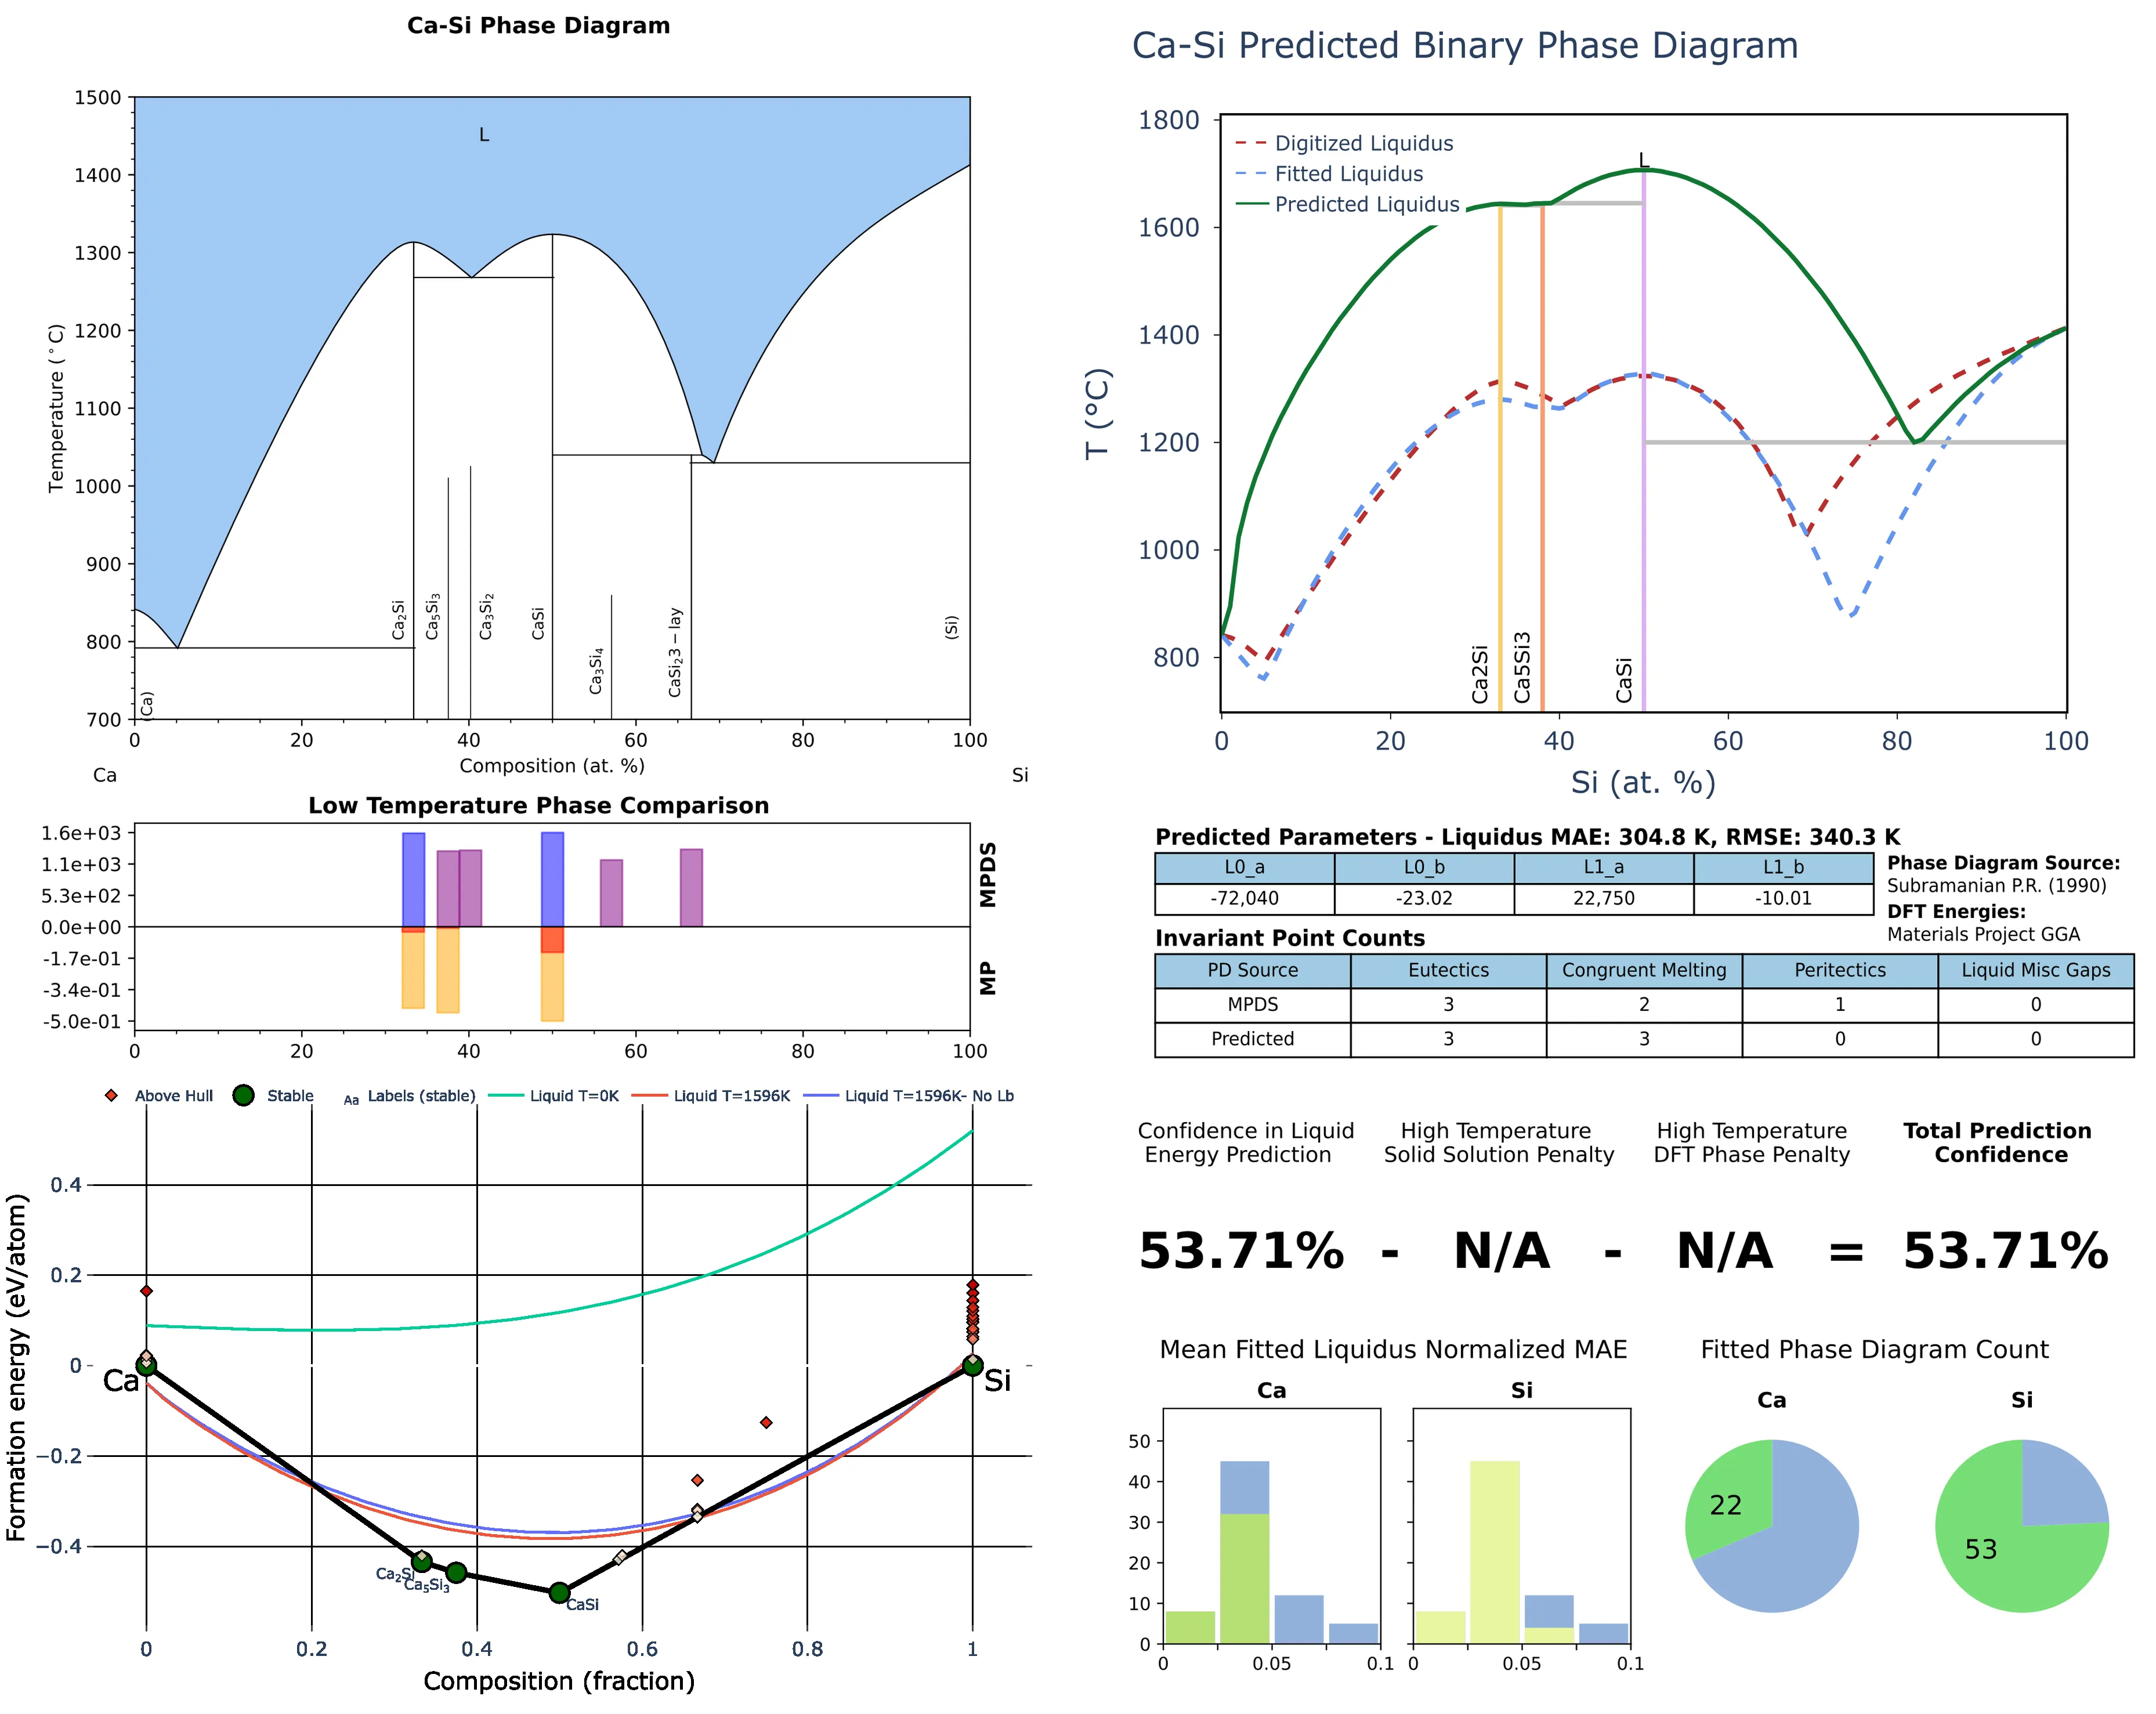 Ca-Si Phase Diagram
1500
1400
1300
1200
1100
1000
900
800
700
Temperature (°C)
L
Ca₂Si
Ca₅Si₃
Ca₃Si₂
CaSi
Ca₃Si₄
CaSi₂3 − lay
(Ca)
(Si)
0 20 40 60 80 100
Composition (at. %)
Ca Si
Low Temperature Phase Comparison
1.6e+03
1.1e+03
5.3e+02
0.0e+00
-1.7e-01
-3.4e-01
-5.0e-01
MPDS
MP
0 20 40 60 80 100
Above Hull Stable Aa Labels (stable) Liquid T=0K Liquid T=1596K Liquid T=1596K- No Lb
Formation energy (eV/atom)
0.4
0.2
0
−0.2
−0.4
Ca
Si
Ca₂Si
Ca₅Si₃
CaSi
0 0.2 0.4 0.6 0.8 1
Composition (fraction)
Ca-Si Predicted Binary Phase Diagram
1800
1600
1400
1200
1000
800
T (°C)
Digitized Liquidus
Fitted Liquidus
Predicted Liquidus
L
Ca2Si
Ca5Si3
CaSi
0 20 40 60 80 100
Si (at. %)
Predicted Parameters - Liquidus MAE: 304.8 K, RMSE: 340.3 K
L0_a L0_b L1_a L1_b
-72,040 -23.02 22,750 -10.01
Phase Diagram Source:
Subramanian P.R. (1990)
DFT Energies:
Materials Project GGA
Invariant Point Counts
PD Source Eutectics Congruent Melting Peritectics Liquid Misc Gaps
MPDS 3 2 1 0
Predicted 3 3 0 0
Confidence in Liquid
Energy Prediction
High Temperature
Solid Solution Penalty
High Temperature
DFT Phase Penalty
Total Prediction
Confidence
53.71% - N/A - N/A = 53.71%
Mean Fitted Liquidus Normalized MAE
Ca
Si
50
40
30
20
10
0
0 0.05 0.1
0 0.05 0.1
Fitted Phase Diagram Count
Ca
Si
22
53